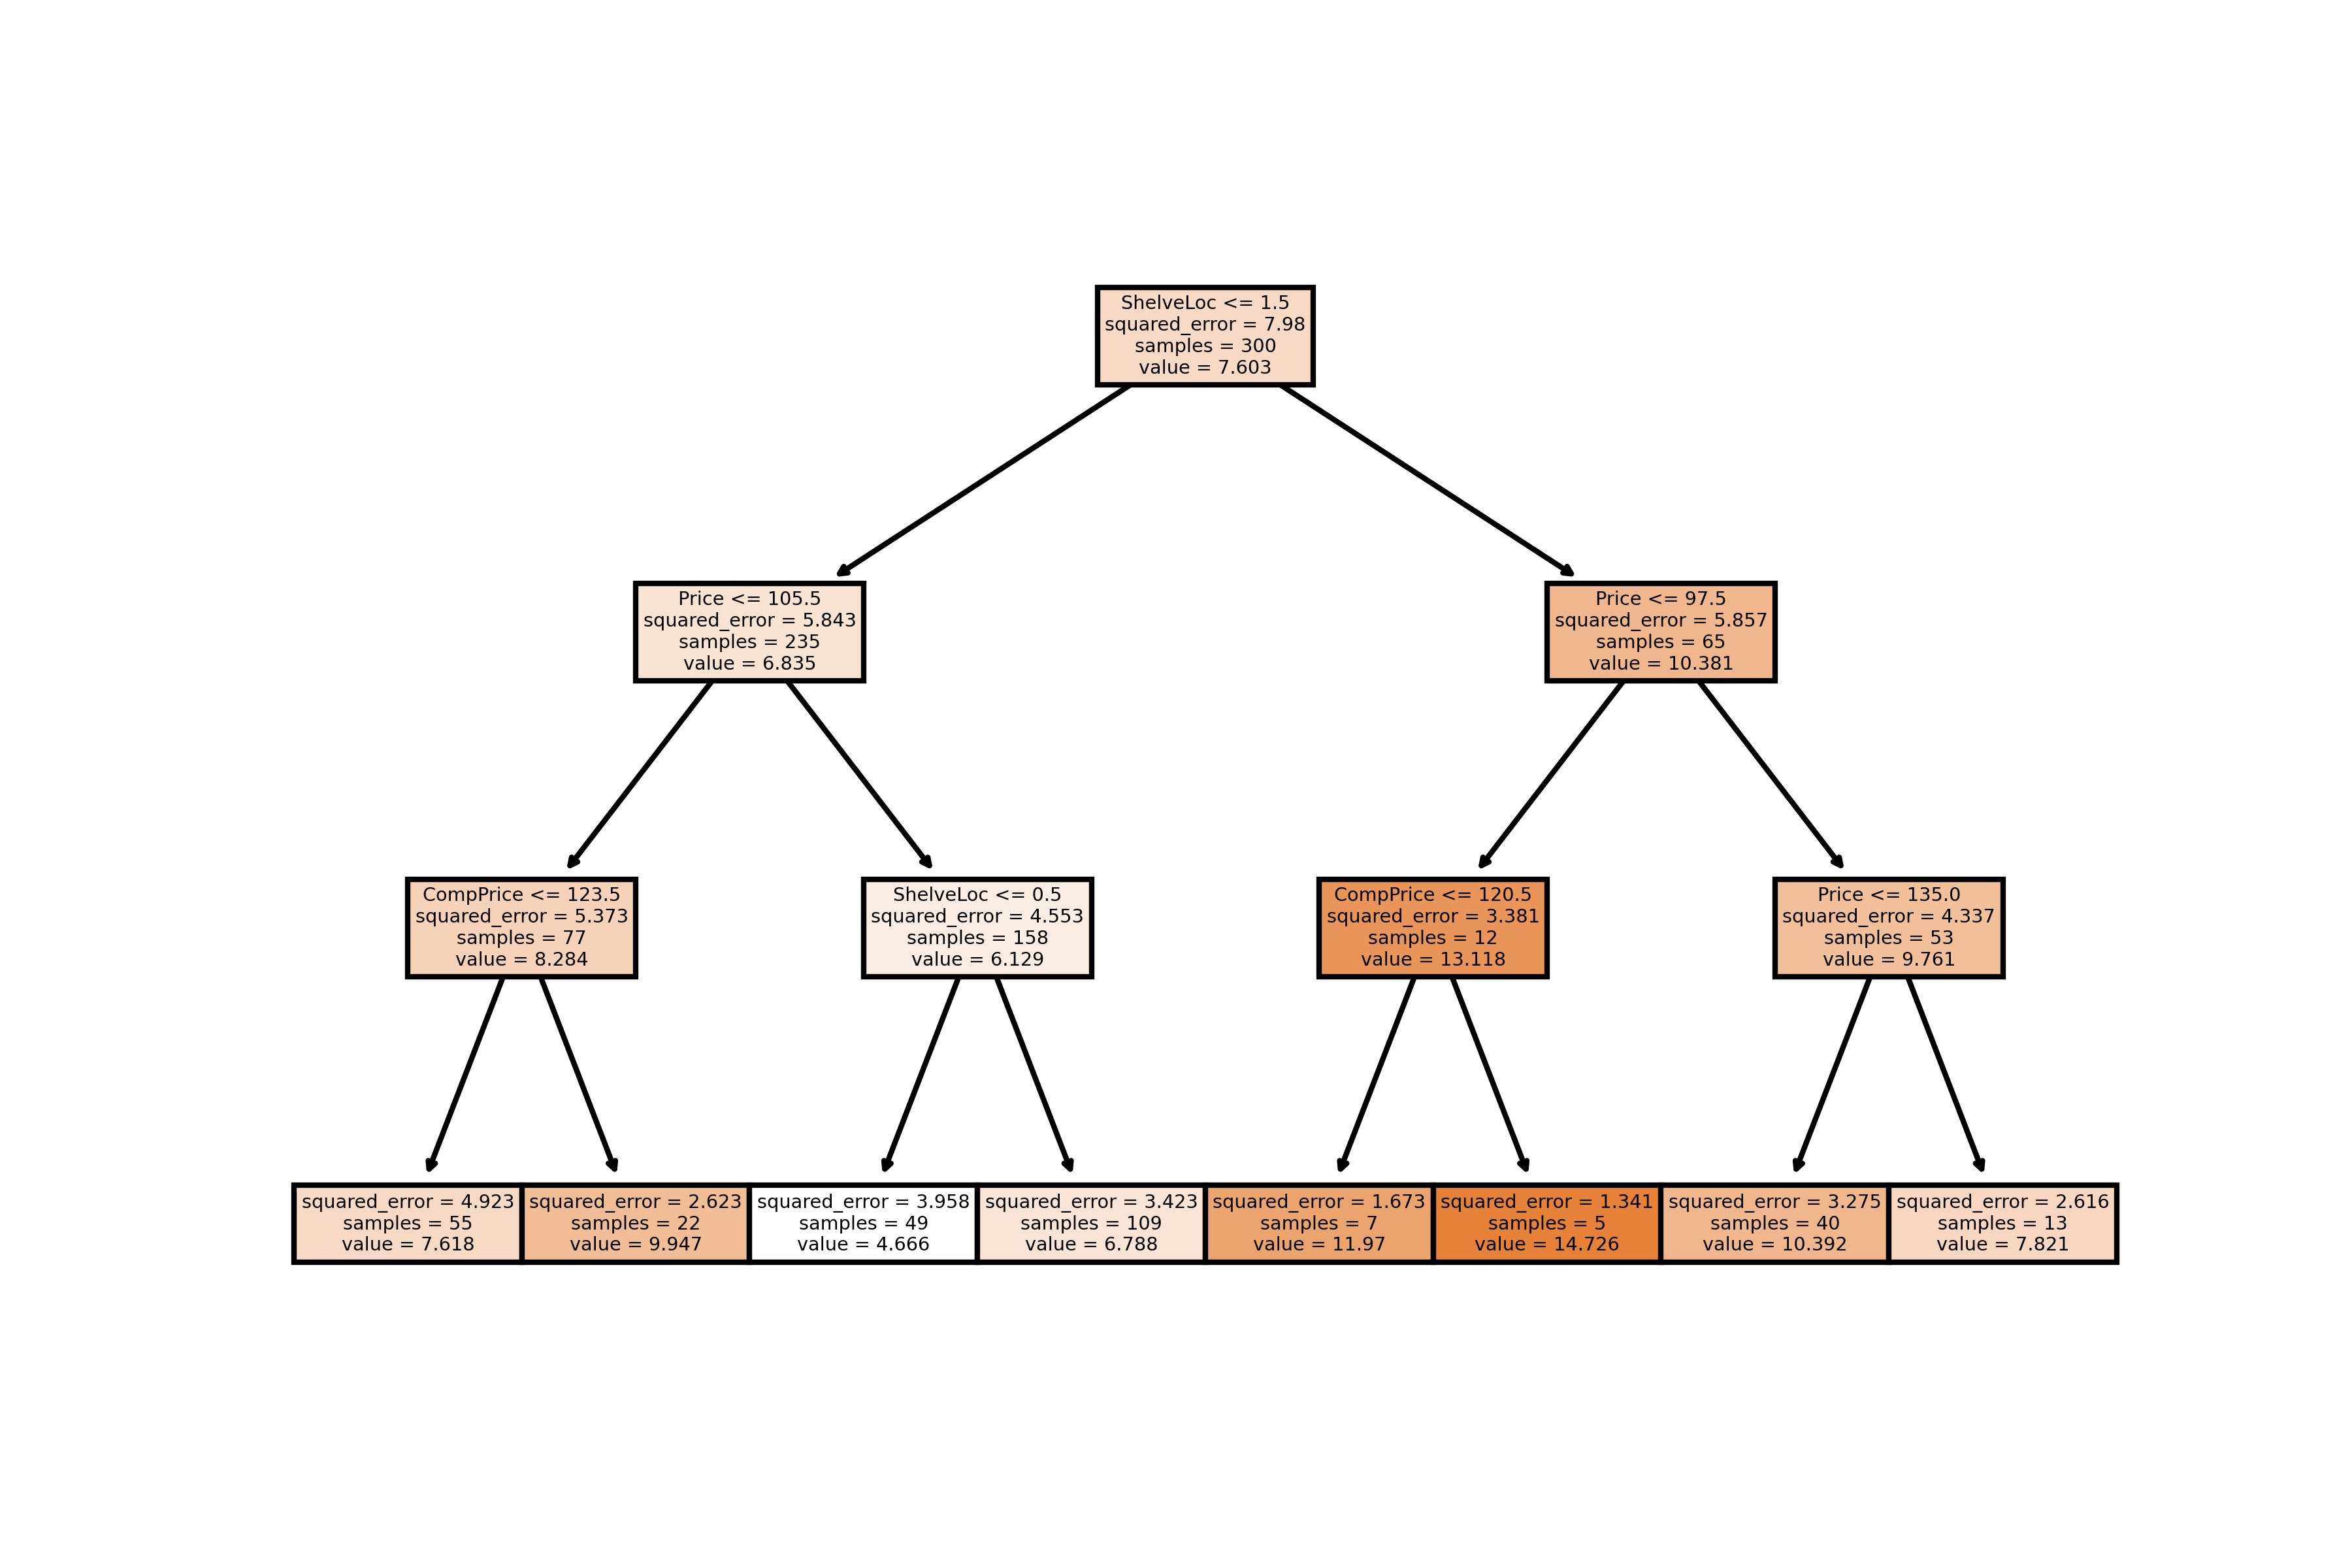 ShelveLoc <= 1.5
squared_error = 7.98
samples = 300
value = 7.603
Price <= 105.5
squared_error = 5.843
samples = 235
value = 6.835
Price <= 97.5
squared_error = 5.857
samples = 65
value = 10.381
CompPrice <= 123.5
squared_error = 5.373
samples = 77
value = 8.284
ShelveLoc <= 0.5
squared_error = 4.553
samples = 158
value = 6.129
CompPrice <= 120.5
squared_error = 3.381
samples = 12
value = 13.118
Price <= 135.0
squared_error = 4.337
samples = 53
value = 9.761
squared_error = 4.923
samples = 55
value = 7.618
squared_error = 2.623
samples = 22
value = 9.947
squared_error = 3.958
samples = 49
value = 4.666
squared_error = 3.423
samples = 109
value = 6.788
squared_error = 1.673
samples = 7
value = 11.97
squared_error = 1.341
samples = 5
value = 14.726
squared_error = 3.275
samples = 40
value = 10.392
squared_error = 2.616
samples = 13
value = 7.821